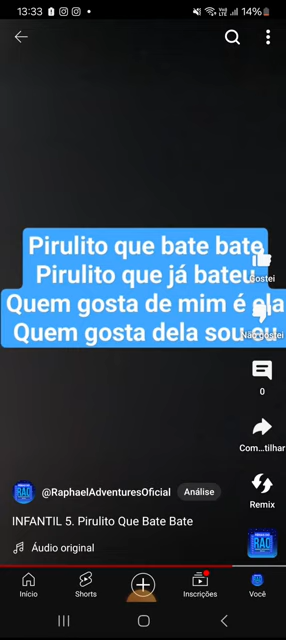 13:33
14%
Pirulito que bate bate
Pirulito que já bateu
Quem gosta de mim é ela
Quem gosta dela sou eu
Gostei
Não gostei
0
Com...tilhar
@RaphaelAdventuresOficial
Análise
Remix
INFANTIL 5. Pirulito Que Bate Bate
Áudio original
Início
Shorts
Inscrições
Você